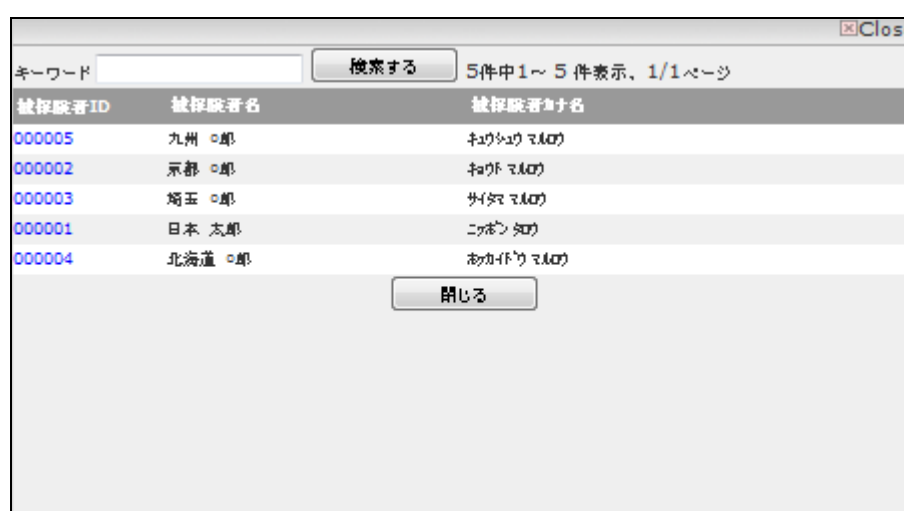 Clos
キーワード 検索する 5件中1～ 5 件表示、1/1ページ
被保険者ID 被保険者名 被保険者ｶﾅ名
000005 九州 ○郎 ｷｭｳｼｭｳ ﾏﾙﾛｳ
000002 京都 ○郎 ｷｮｳﾄ ﾏﾙﾛｳ
000003 埼玉 ○郎 ｻｲﾀﾏ ﾏﾙﾛｳ
000001 日本 太郎 ﾆｯﾎﾟﾝ ﾀﾛｳ
000004 北海道 ○郎 ﾎｯｶｲﾄﾞｳ ﾏﾙﾛｳ
閉じる